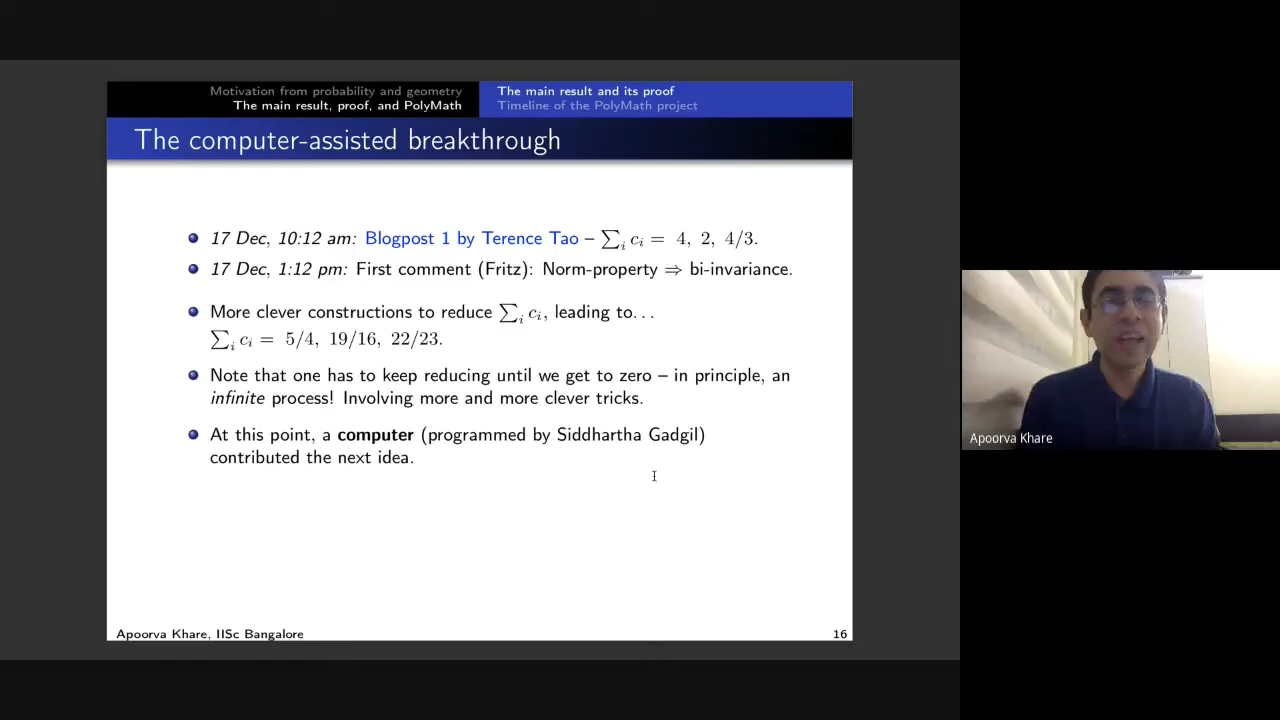 Motivation from probability and geometry
The main result, proof, and PolyMath
The main result and its proof
Timeline of the PolyMath project
The computer-assisted breakthrough
17 Dec, 10:12 am: Blogpost 1 by Terence Tao – ∑ᵢ cᵢ = 4, 2, 4/3.
17 Dec, 1:12 pm: First comment (Fritz): Norm-property ⇒ bi-invariance.
More clever constructions to reduce ∑ᵢ cᵢ, leading to...
∑ᵢ cᵢ = 5/4, 19/16, 22/23.
Note that one has to keep reducing until we get to zero – in principle, an
infinite process! Involving more and more clever tricks.
At this point, a computer (programmed by Siddhartha Gadgil)
contributed the next idea.
Apoorva Khare, IISc Bangalore
16
Apoorva Khare